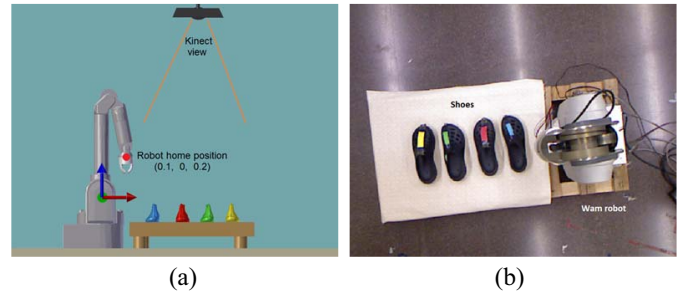 Kinect
view
Robot home position
(0.1, 0, 0.2)
Shoes
Wam robot
(a) (b)